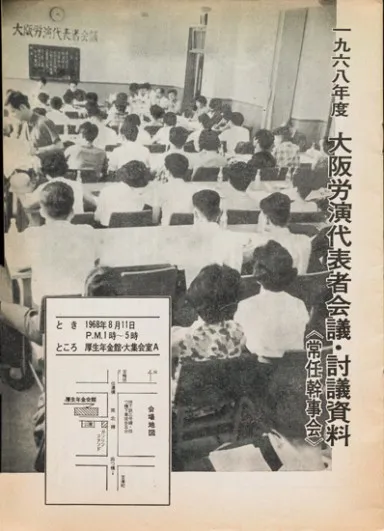 一九六八年度 大阪労演代表者会議・討議資料
〈常任幹事会〉
大阪労演代表者会議
とき 1968年8月11日
P.M.1時〜5時
ところ 厚生年金会館・大集会室A
会場地図
厚生年金会館